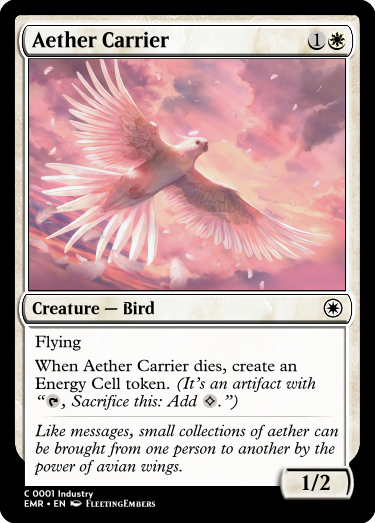 Aether Carrier 1
Creature — Bird
Flying
When Aether Carrier dies, create an
Energy Cell token. (It's an artifact with
“, Sacrifice this: Add .”)
Like messages, small collections of aether can
be brought from one person to another by the
power of avian wings.
1/2
C 0001 Industry
EMR • EN FleetingEmbers